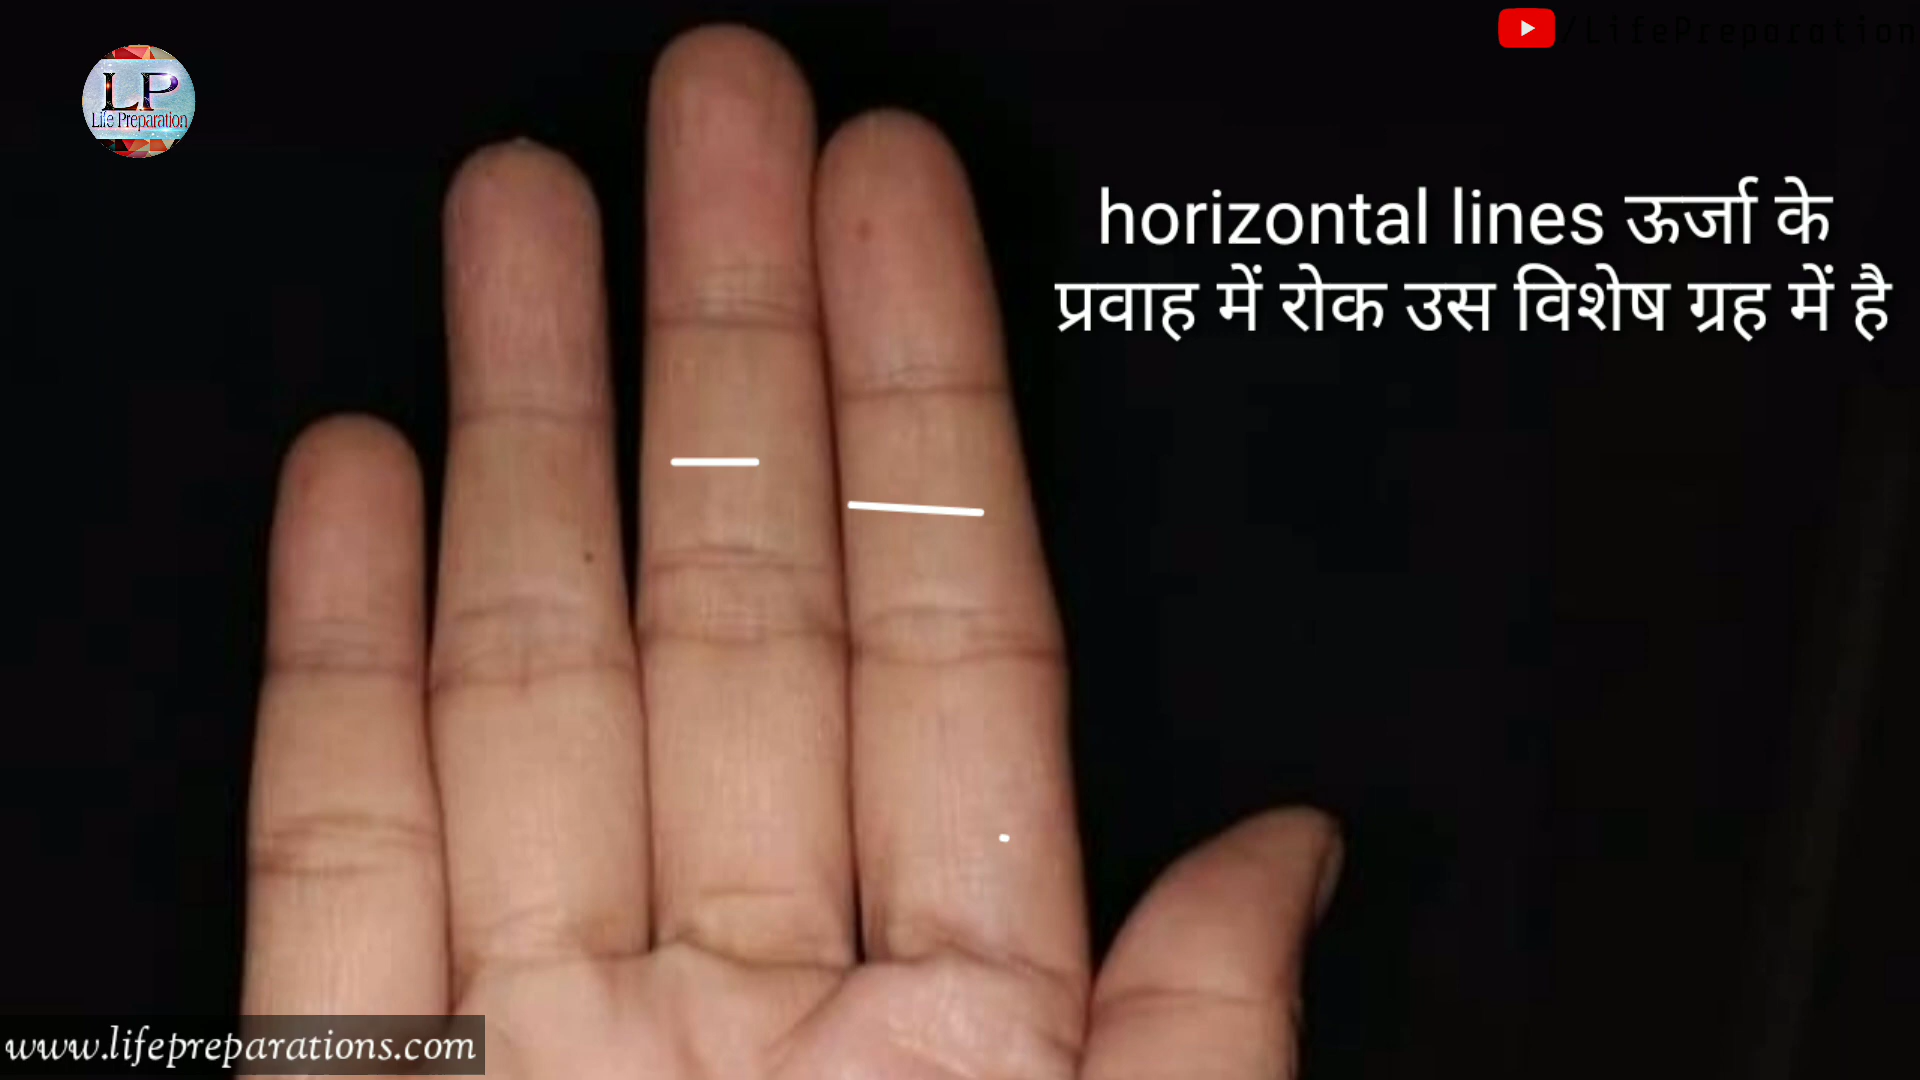 LP
Life Preparation
/LifePreparation
horizontal lines ऊर्जा के
प्रवाह में रोक उस विशेष ग्रह में है
www.lifepreparations.com